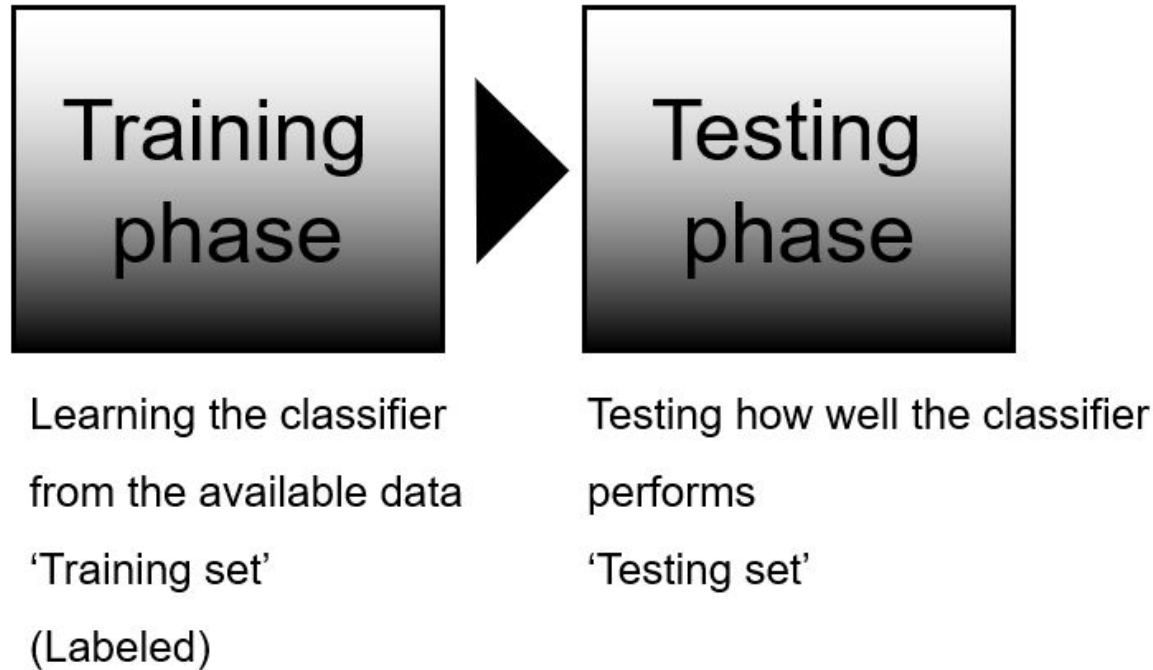 Training
phase
Testing
phase
Learning the classifier
from the available data
‘Training set’
(Labeled)
Testing how well the classifier
performs
‘Testing set’